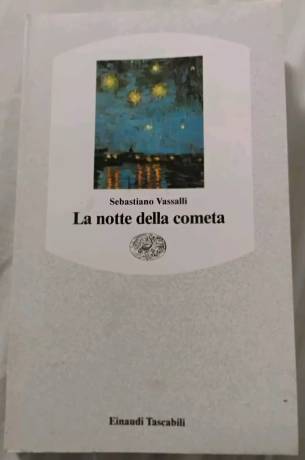 Sebastiano Vassalli
La notte della cometa
Einaudi Tascabili